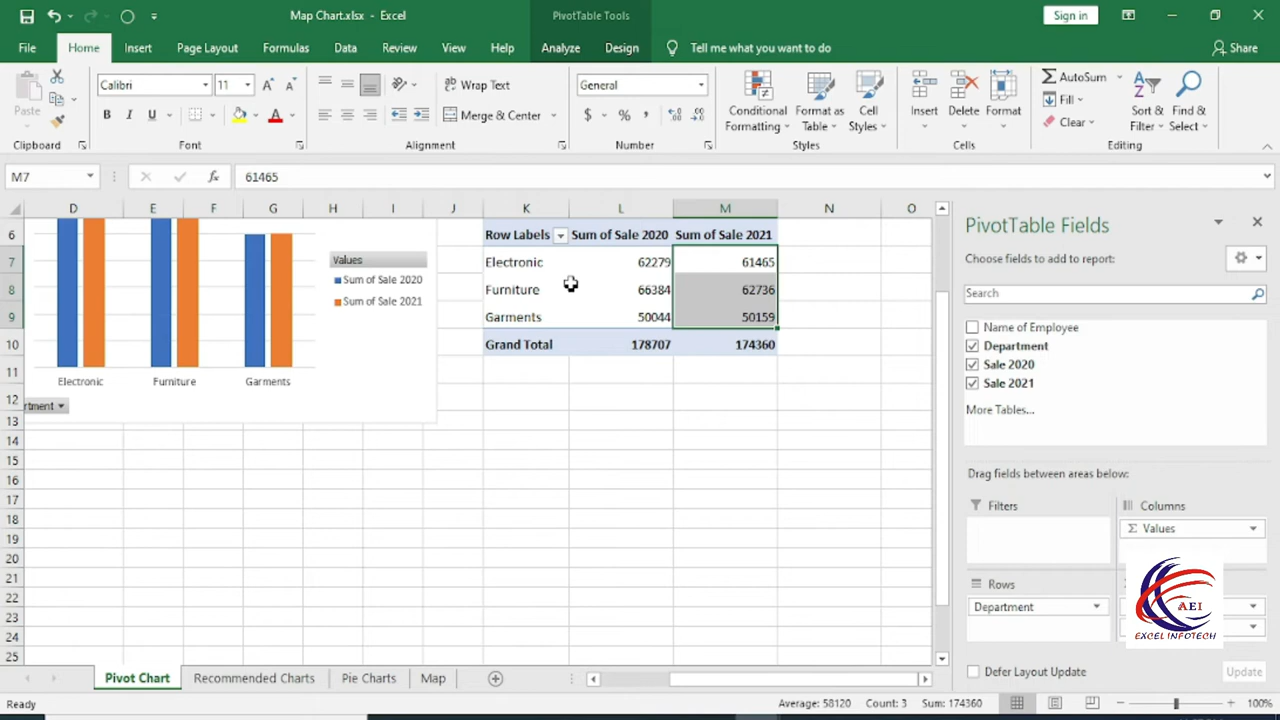 Map Chart.xlsx - Excel
PivotTable Tools
Sign in
File Home Insert Page Layout Formulas Data Review View Help Analyze Design Tell me what you want to do Share
Paste
Calibri 11
B I U A
Wrap Text
Merge & Center
General
$ % ,
Conditional Formatting
Format as Table
Cell Styles
Insert Delete Format
AutoSum
Fill
Clear
Sort & Filter
Find & Select
Clipboard Font Alignment Number Styles Cells Editing
M7 fx 61465
D E F G H I J K L M N O
6 Row Labels Sum of Sale 2020 Sum of Sale 2021
7 Electronic 62279 61465
8 Furniture 66384 62736
9 Garments 50044 50159
10 Grand Total 178707 174360
11
12
13
14
15
16
17
18
19
20
21
22
23
24
25
Values
Sum of Sale 2020
Sum of Sale 2021
Electronic Furniture Garments
rtment
PivotTable Fields
Choose fields to add to report:
Search
Name of Employee
Department
Sale 2020
Sale 2021
More Tables...
Drag fields between areas below:
Filters Columns
Σ Values
Rows
Department
AEI
EXCEL INFOTECH
Defer Layout Update Update
Pivot Chart Recommended Charts Pie Charts Map
Ready Average: 58120 Count: 3 Sum: 174360 100%